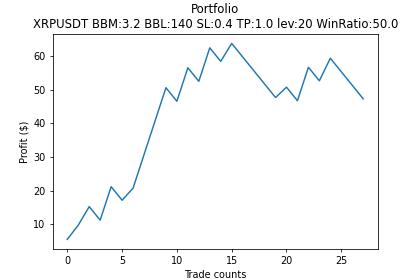 Portfolio
XRPUSDT BBM:3.2 BBL:140 SL:0.4 TP:1.0 lev:20 WinRatio:50.0
60
50
40
30
20
10
Profit ($)
0 5 10 15 20 25
Trade counts